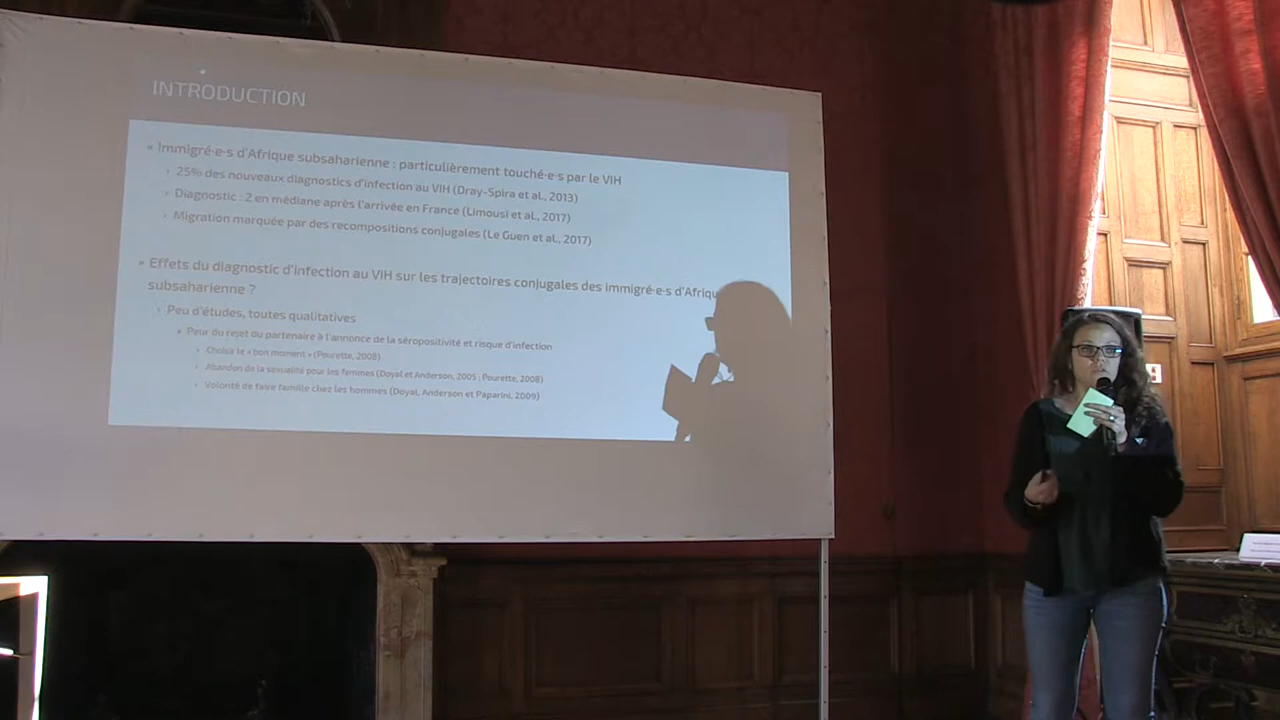 INTRODUCTION
Immigré·e·s d'Afrique subsaharienne : particulièrement touché·e·s par le VIH
25% des nouveaux diagnostics d'infection au VIH (Dray-Spira et al., 2013)
Diagnostic : 2 en médiane après l'arrivée en France (Limousi et al., 2017)
Migration marquée par des recompositions conjugales (Le Guen et al., 2017)
Effets du diagnostic d'infection au VIH sur les trajectoires conjugales des immigré·e·s d'Afriqu
subsaharienne ?
Peu d'études, toutes qualitatives
Peur du rejet du partenaire à l'annonce de la séropositivité et risque d'infection
Choisir le « bon moment » (Pourette, 2008)
Abandon de la sexualité pour les femmes (Doyal et Anderson, 2005 ; Pourette, 2008)
Volonté de faire famille chez les hommes (Doyal, Anderson et Paparini, 2009)